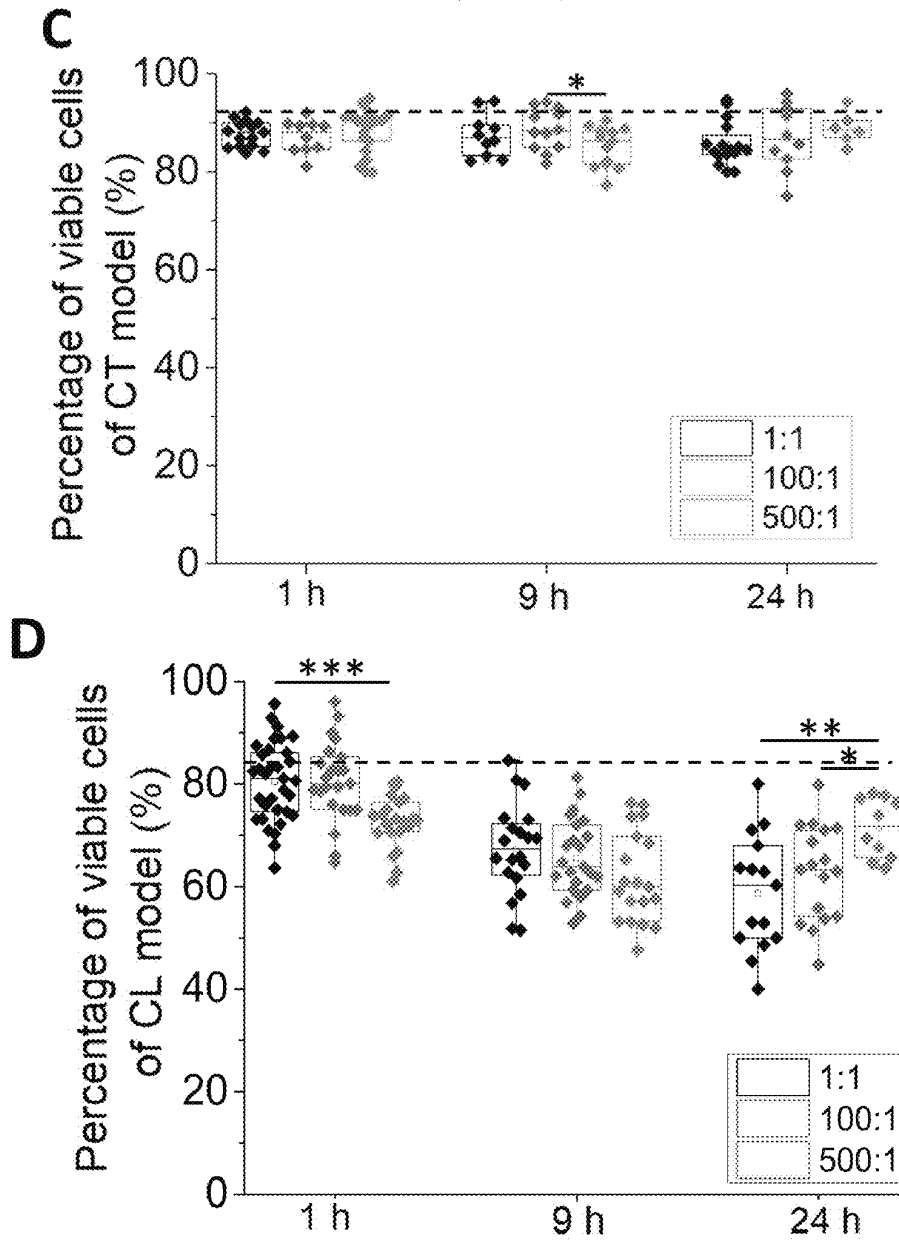 C
Percentage of viable cells
of CT model (%)
100
80
60
40
20
0
*
1:1
100:1
500:1
1 h
9 h
24 h
D
Percentage of viable cells
of CL model (%)
100
80
60
40
20
0
***
**
*
1:1
100:1
500:1
1 h
9 h
24 h